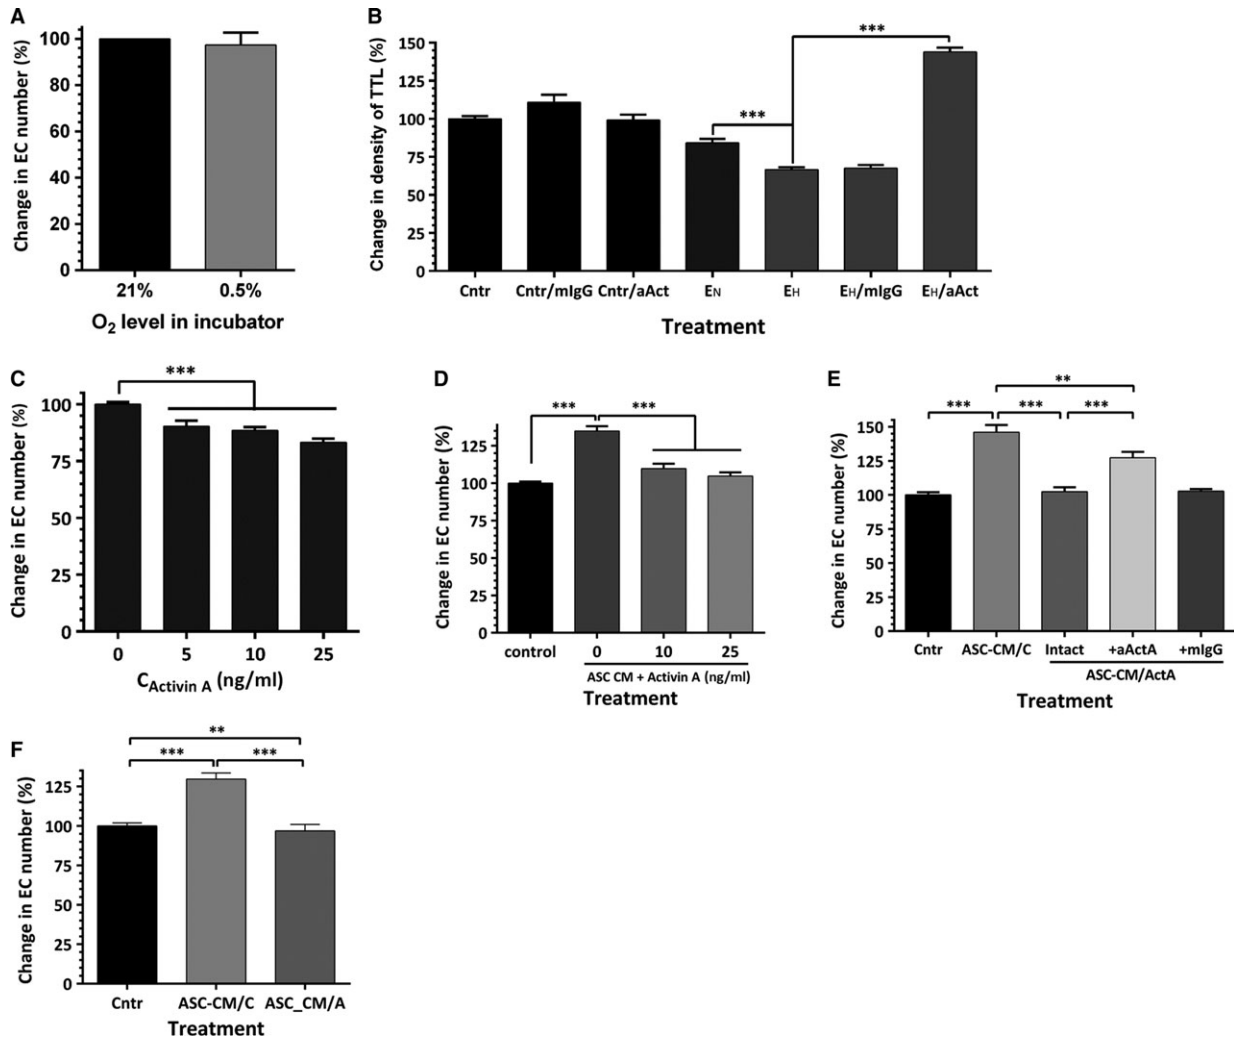 A
Change in EC number (%)
100
80
60
40
20
0
21% 0.5%
O2 level in incubator
B
Change in density of TTL (%)
150
125
100
75
50
25
0
***
***
Cntr Cntr/mIgG Cntr/aAct EN EH EH/mIgG EH/aAct
Treatment
C
Change in EC number (%)
100
75
50
25
0
***
0 5 10 25
CActivin A (ng/ml)
D
Change in EC number (%)
125
100
75
50
25
0
*** ***
control 0 10 25
ASC CM + Activin A (ng/ml)
Treatment
E
Change in EC number (%)
150
125
100
75
50
25
0
**
*** *** ***
Cntr ASC-CM/C Intact +aActA +mIgG
ASC-CM/ActA
Treatment
F
Change in EC number (%)
125
100
75
50
25
0
**
*** ***
Cntr ASC-CM/C ASC_CM/A
Treatment